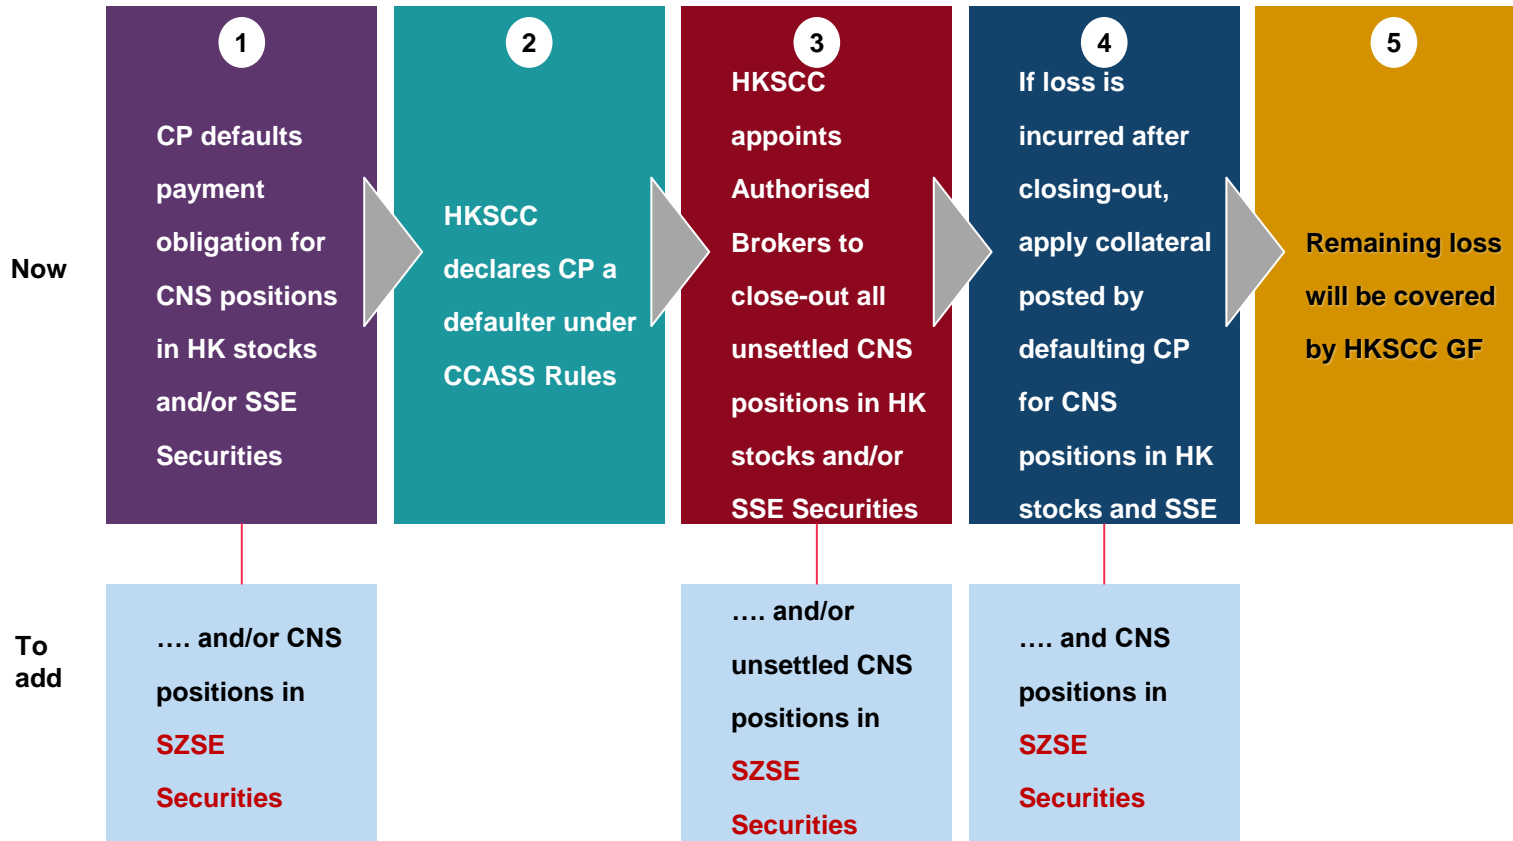 Now
1
CP defaults
payment
obligation for
CNS positions
in HK stocks
and/or SSE
Securities
2
HKSCC
declares CP a
defaulter under
CCASS Rules
3
HKSCC
appoints
Authorised
Brokers to
close-out all
unsettled CNS
positions in HK
stocks and/or
SSE Securities
4
If loss is
incurred after
closing-out,
apply collateral
posted by
defaulting CP
for CNS
positions in HK
stocks and SSE
5
Remaining loss
will be covered
by HKSCC GF
To
add
…. and/or CNS
positions in
SZSE
Securities
…. and/or
unsettled CNS
positions in
SZSE
Securities
…. and CNS
positions in
SZSE
Securities